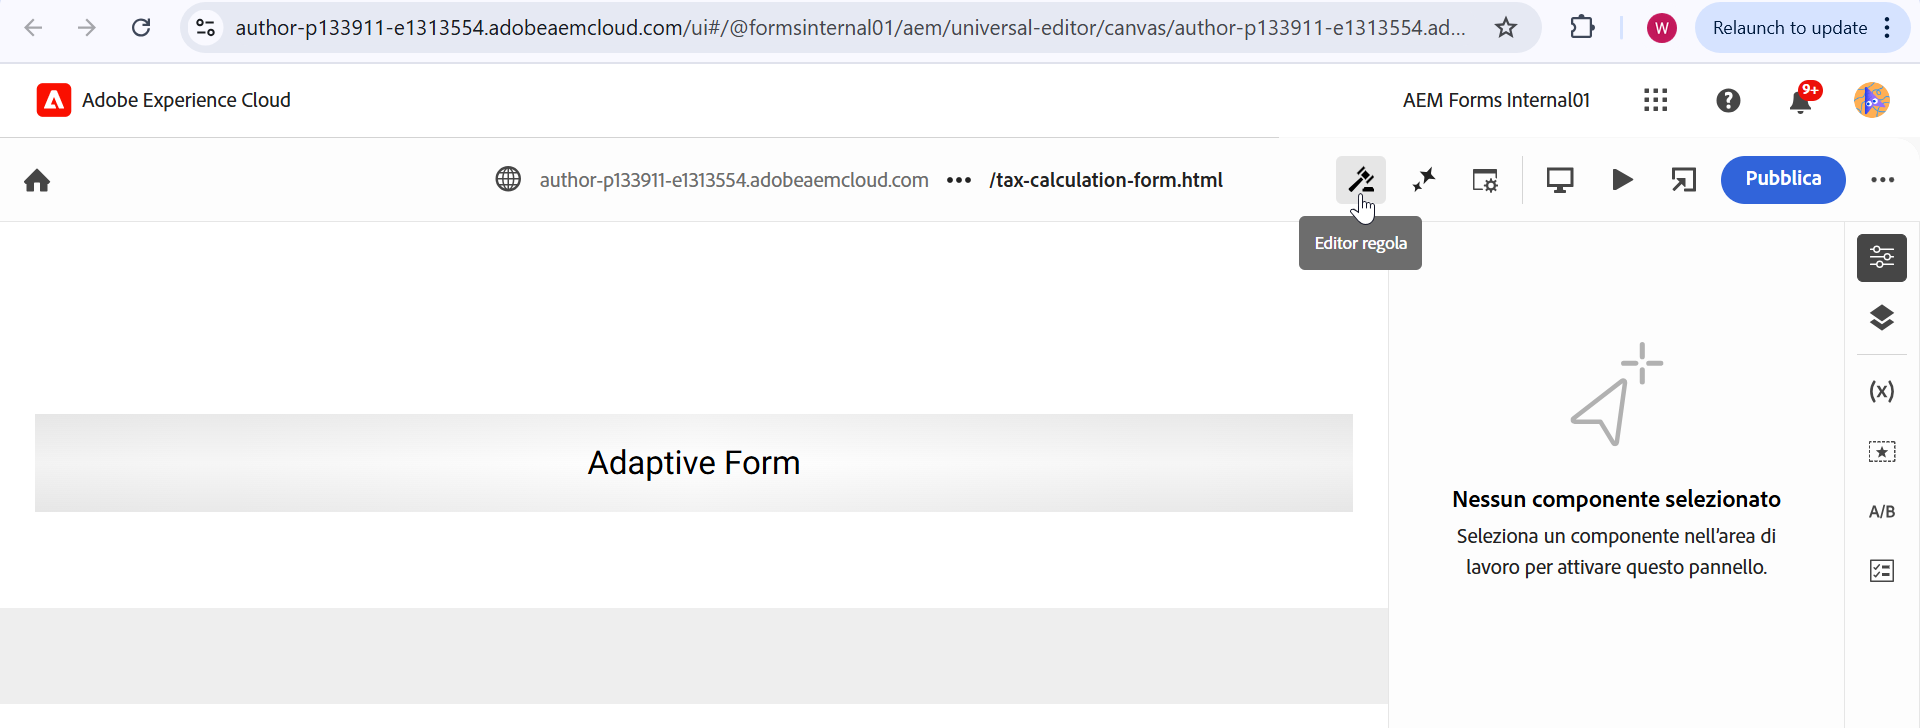 author-p133911-e1313554.adobeaemcloud.com/ui#/@formsinternal01/aem/universal-editor/canvas/author-p133911-e1313554.ad...
W
Relaunch to update
Adobe Experience Cloud
AEM Forms Internal01
9+
author-p133911-e1313554.adobeaemcloud.com ••• /tax-calculation-form.html
Pubblica
Editor regola
Adaptive Form
(x)
Nessun componente selezionato
A/B
Seleziona un componente nell'area di
lavoro per attivare questo pannello.